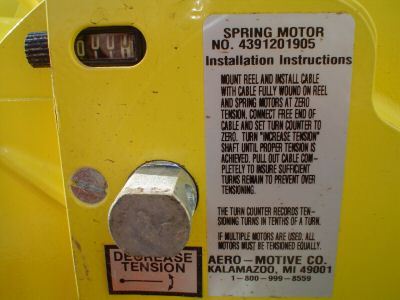 SPRING MOTOR
NO. 4391201905
Installation Instructions
MOUNT REEL AND INSTALL CABLE
WITH CABLE FULLY WOUND ON REEL
AND SPRING MOTORS AT ZERO
TENSION, CONNECT FREE END OF
CABLE AND SET TURN COUNTER TO
ZERO. TURN "INCREASE TENSION"
SHAFT UNTIL PROPER TENSION IS
ACHIEVED. PULL OUT CABLE COM-
PLETELY TO INSURE SUFFICIENT
TURNS REMAIN TO PREVENT OVER
TENSIONING.
THE TURN COUNTER RECORDS TEN-
SIONING TURNS IN TENTHS OF A TURN.
IF MULTIPLE MOTORS ARE USED, ALL
MOTORS MUST BE TENSIONED EQUALLY.
AERO-MOTIVE CO.
KALAMAZOO, MI 49001
1-800-999-8559
DECREASE
TENSION